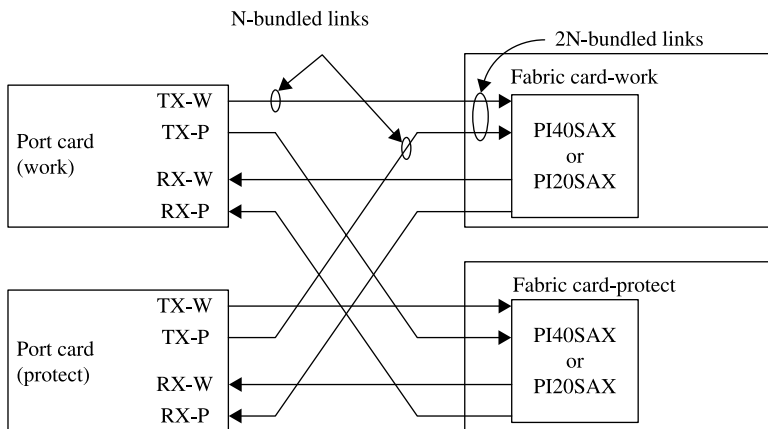 N-bundled links
2N-bundled links
Fabric card-work
TX-W
TX-P
Port card
(work)
RX-W
RX-P
PI40SAX
or
PI20SAX
Fabric card-protect
TX-W
TX-P
Port card
(protect)
RX-W
RX-P
PI40SAX
or
PI20SAX